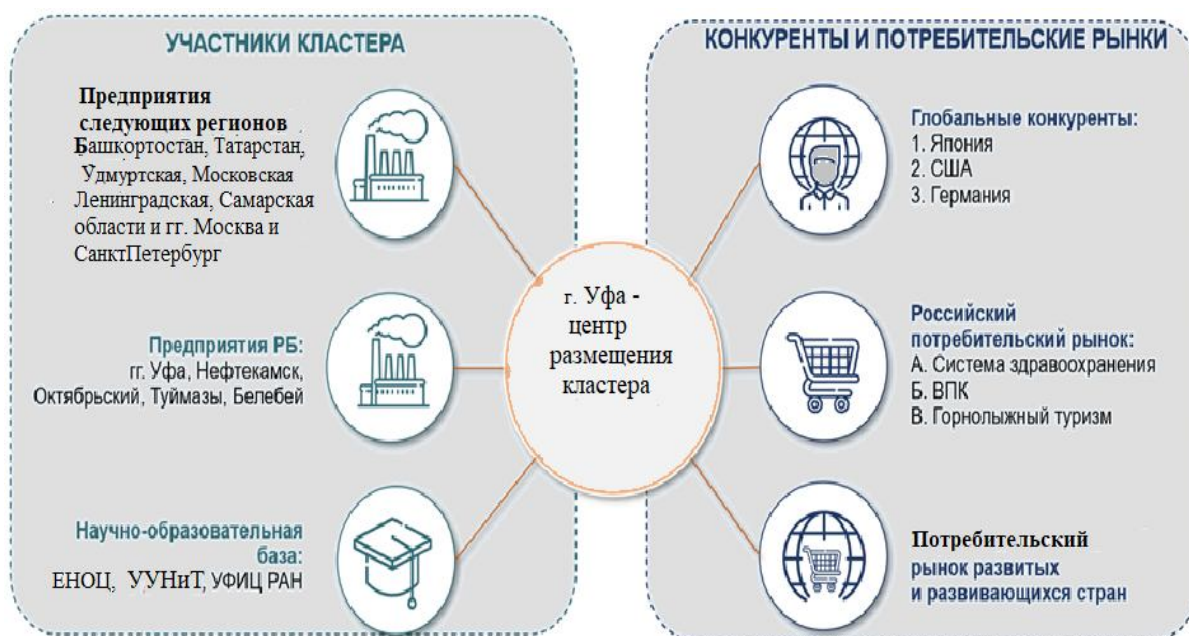 УЧАСТНИКИ КЛАСТЕРА
Предприятия
следующих регионов
Башкортостан, Татарстан,
Удмуртская, Московская
Ленинградская, Самарская
области и гг. Москва и
СанктПетербург
Предприятия РБ:
гг. Уфа, Нефтекамск,
Октябрьский, Туймазы, Белебей
Научно-образовательная
база:
ЕНОЦ, УУНиТ, УФИЦ РАН
г. Уфа -
центр
размещения
кластера
КОНКУРЕНТЫ И ПОТРЕБИТЕЛЬСКИЕ РЫНКИ
Глобальные конкуренты:
1. Япония
2. США
3. Германия
Российский
потребительский рынок:
А. Система здравоохранения
Б. ВПК
В. Горнолыжный туризм
Потребительский
рынок развитых
и развивающихся стран